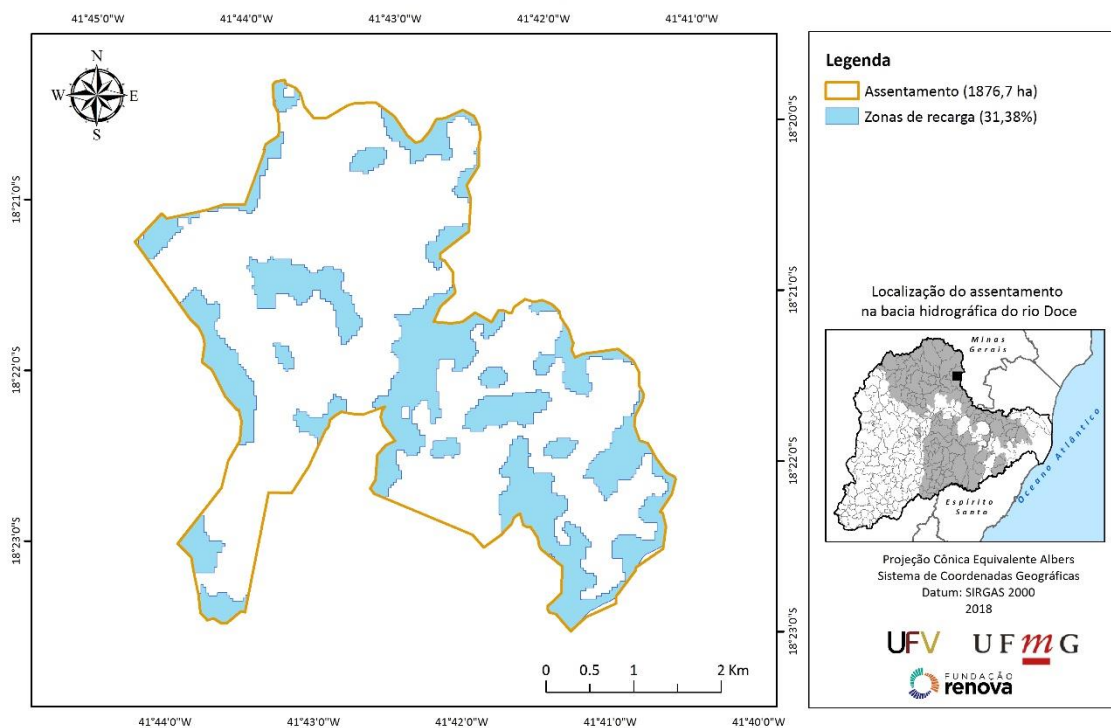 41°45'0"W 41°44'0"W 41°43'0"W 41°42'0"W 41°41'0"W
N
W E
S
18°20'0"S
18°21'0"S
18°21'0"S
18°22'0"S
18°22'0"S
18°23'0"S
18°23'0"S
0 0.5 1 2 Km
41°44'0"W 41°43'0"W 41°42'0"W 41°41'0"W 41°40'0"W
Legenda
Assentamento (1876,7 ha)
Zonas de recarga (31,38%)
Localização do assentamento
na bacia hidrográfica do rio Doce
Minas
Gerais
Oceano Atlântico
Espírito
Santo
Projeção Cônica Equivalente Albers
Sistema de Coordenadas Geográficas
Datum: SIRGAS 2000
2018
UFV UFmG
FUNDAÇÃO
renova